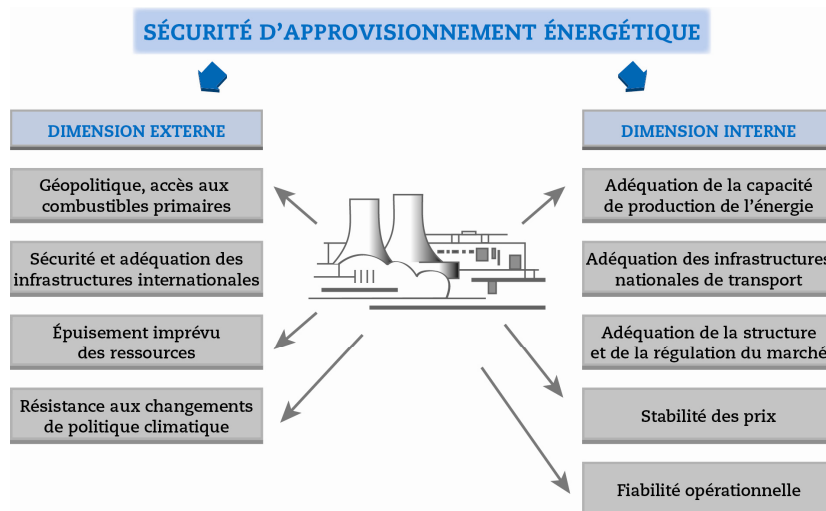 SÉCURITÉ D'APPROVISIONNEMENT ÉNERGÉTIQUE
DIMENSION EXTERNE
Géopolitique, accès aux
combustibles primaires
Sécurité et adéquation des
infrastructures internationales
Épuisement imprévu
des ressources
Résistance aux changements
de politique climatique
DIMENSION INTERNE
Adéquation de la capacité
de production de l'énergie
Adéquation des infrastructures
nationales de transport
Adéquation de la structure
et de la régulation du marché
Stabilité des prix
Fiabilité opérationnelle